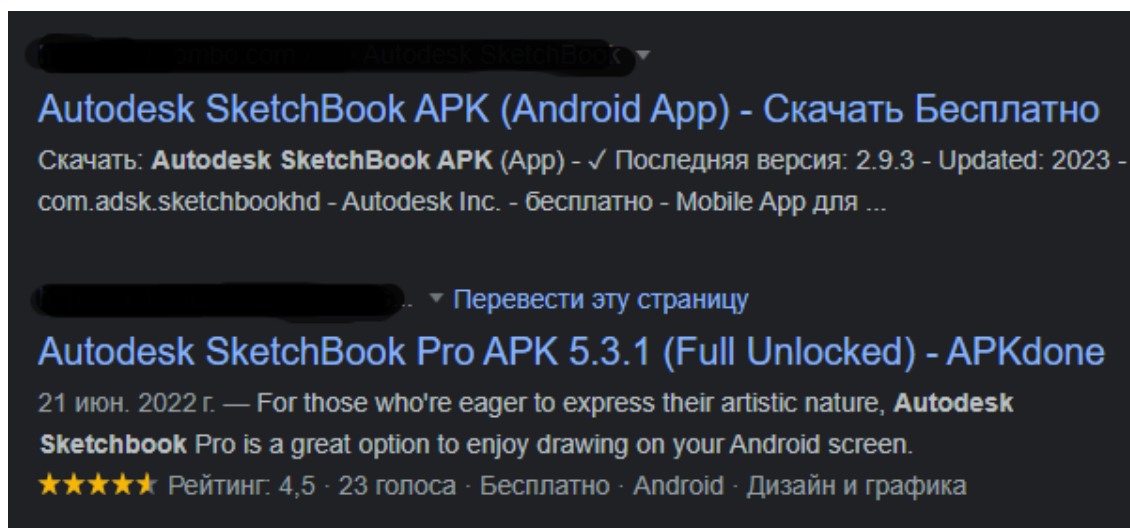 Autodesk SketchBook APK (Android App) - Скачать Бесплатно
Скачать: Autodesk SketchBook APK (App) - ✓ Последняя версия: 2.9.3 - Updated: 2023 -
com.adsk.sketchbookhd - Autodesk Inc. - бесплатно - Mobile App для ...
Перевести эту страницу
Autodesk SketchBook Pro APK 5.3.1 (Full Unlocked) - APKdone
21 июн. 2022 г. — For those who're eager to express their artistic nature, Autodesk
Sketchbook Pro is a great option to enjoy drawing on your Android screen.
Рейтинг: 4,5 · 23 голоса · Бесплатно · Android · Дизайн и графика